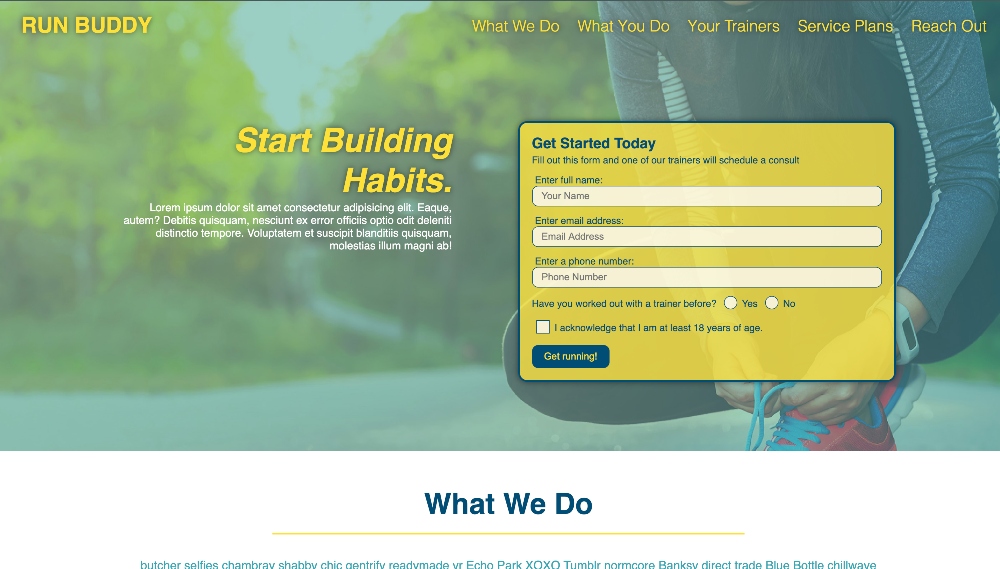 RUN BUDDY
What We Do What You Do Your Trainers Service Plans Reach Out
Start Building
Habits.
Lorem ipsum dolor sit amet consectetur adipisicing elit. Eaque,
autem? Debitis quisquam, nesciunt ex error officiis optio odit deleniti
distinctio tempore. Voluptatem et suscipit blanditiis quisquam,
molestias illum magni ab!
Get Started Today
Fill out this form and one of our trainers will schedule a consult
Enter full name:
Your Name
Enter email address:
Email Address
Enter a phone number:
Phone Number
Have you worked out with a trainer before? Yes No
I acknowledge that I am at least 18 years of age.
Get running!
What We Do
butcher selfies chambray shabby chic gentrify readymade yr Echo Park XOXO Tumblr normcore Banksy direct trade Blue Bottle chillwave